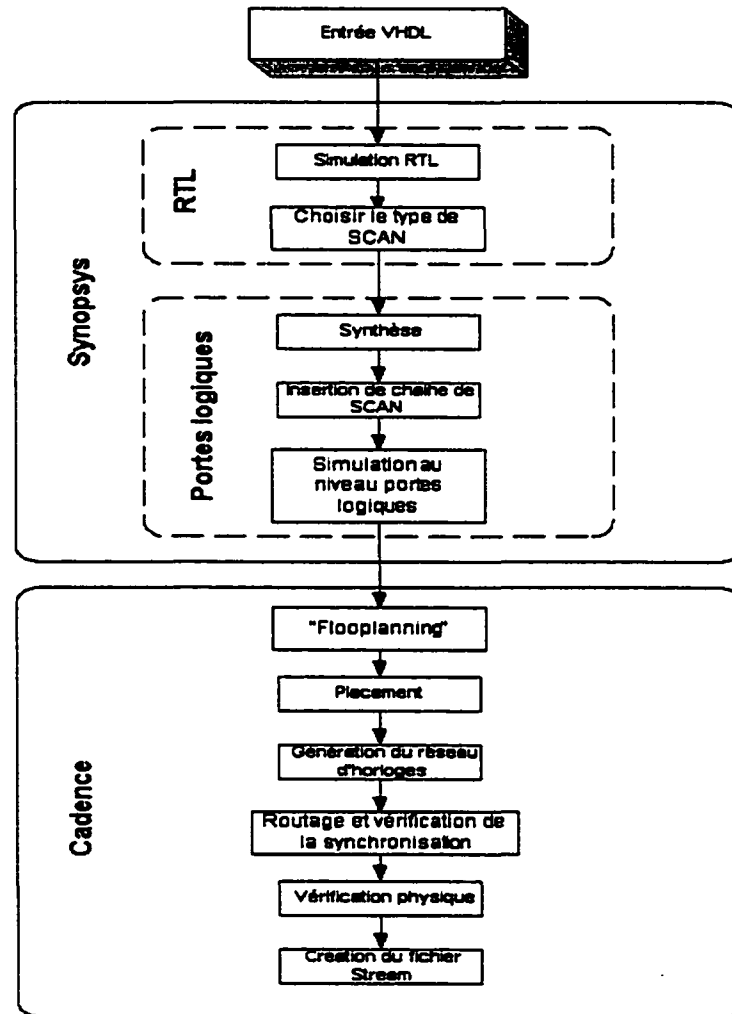 Entrée VHDL
Synopsys
RTL
Simulation RTL
Choisir le type de
SCAN
Portes logiques
Synthèse
Insertion de chaîne de
SCAN
Simulation au
niveau portes
logiques
Cadence
"Flooplanning"
Placement
Génération du réseau
d'horloges
Routage et vérification de
la synchronisation
Vérification physique
Création du fichier
Stream